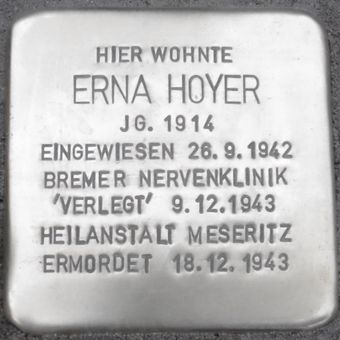 HIER WOHNTE
ERNA HOYER
JG. 1914
EINGEWIESEN 26.9.1942
BREMER NERVENKLINIK
'VERLEGT' 9.12.1943
HEILANSTALT MESERITZ
ERMORDET 18.12.1943